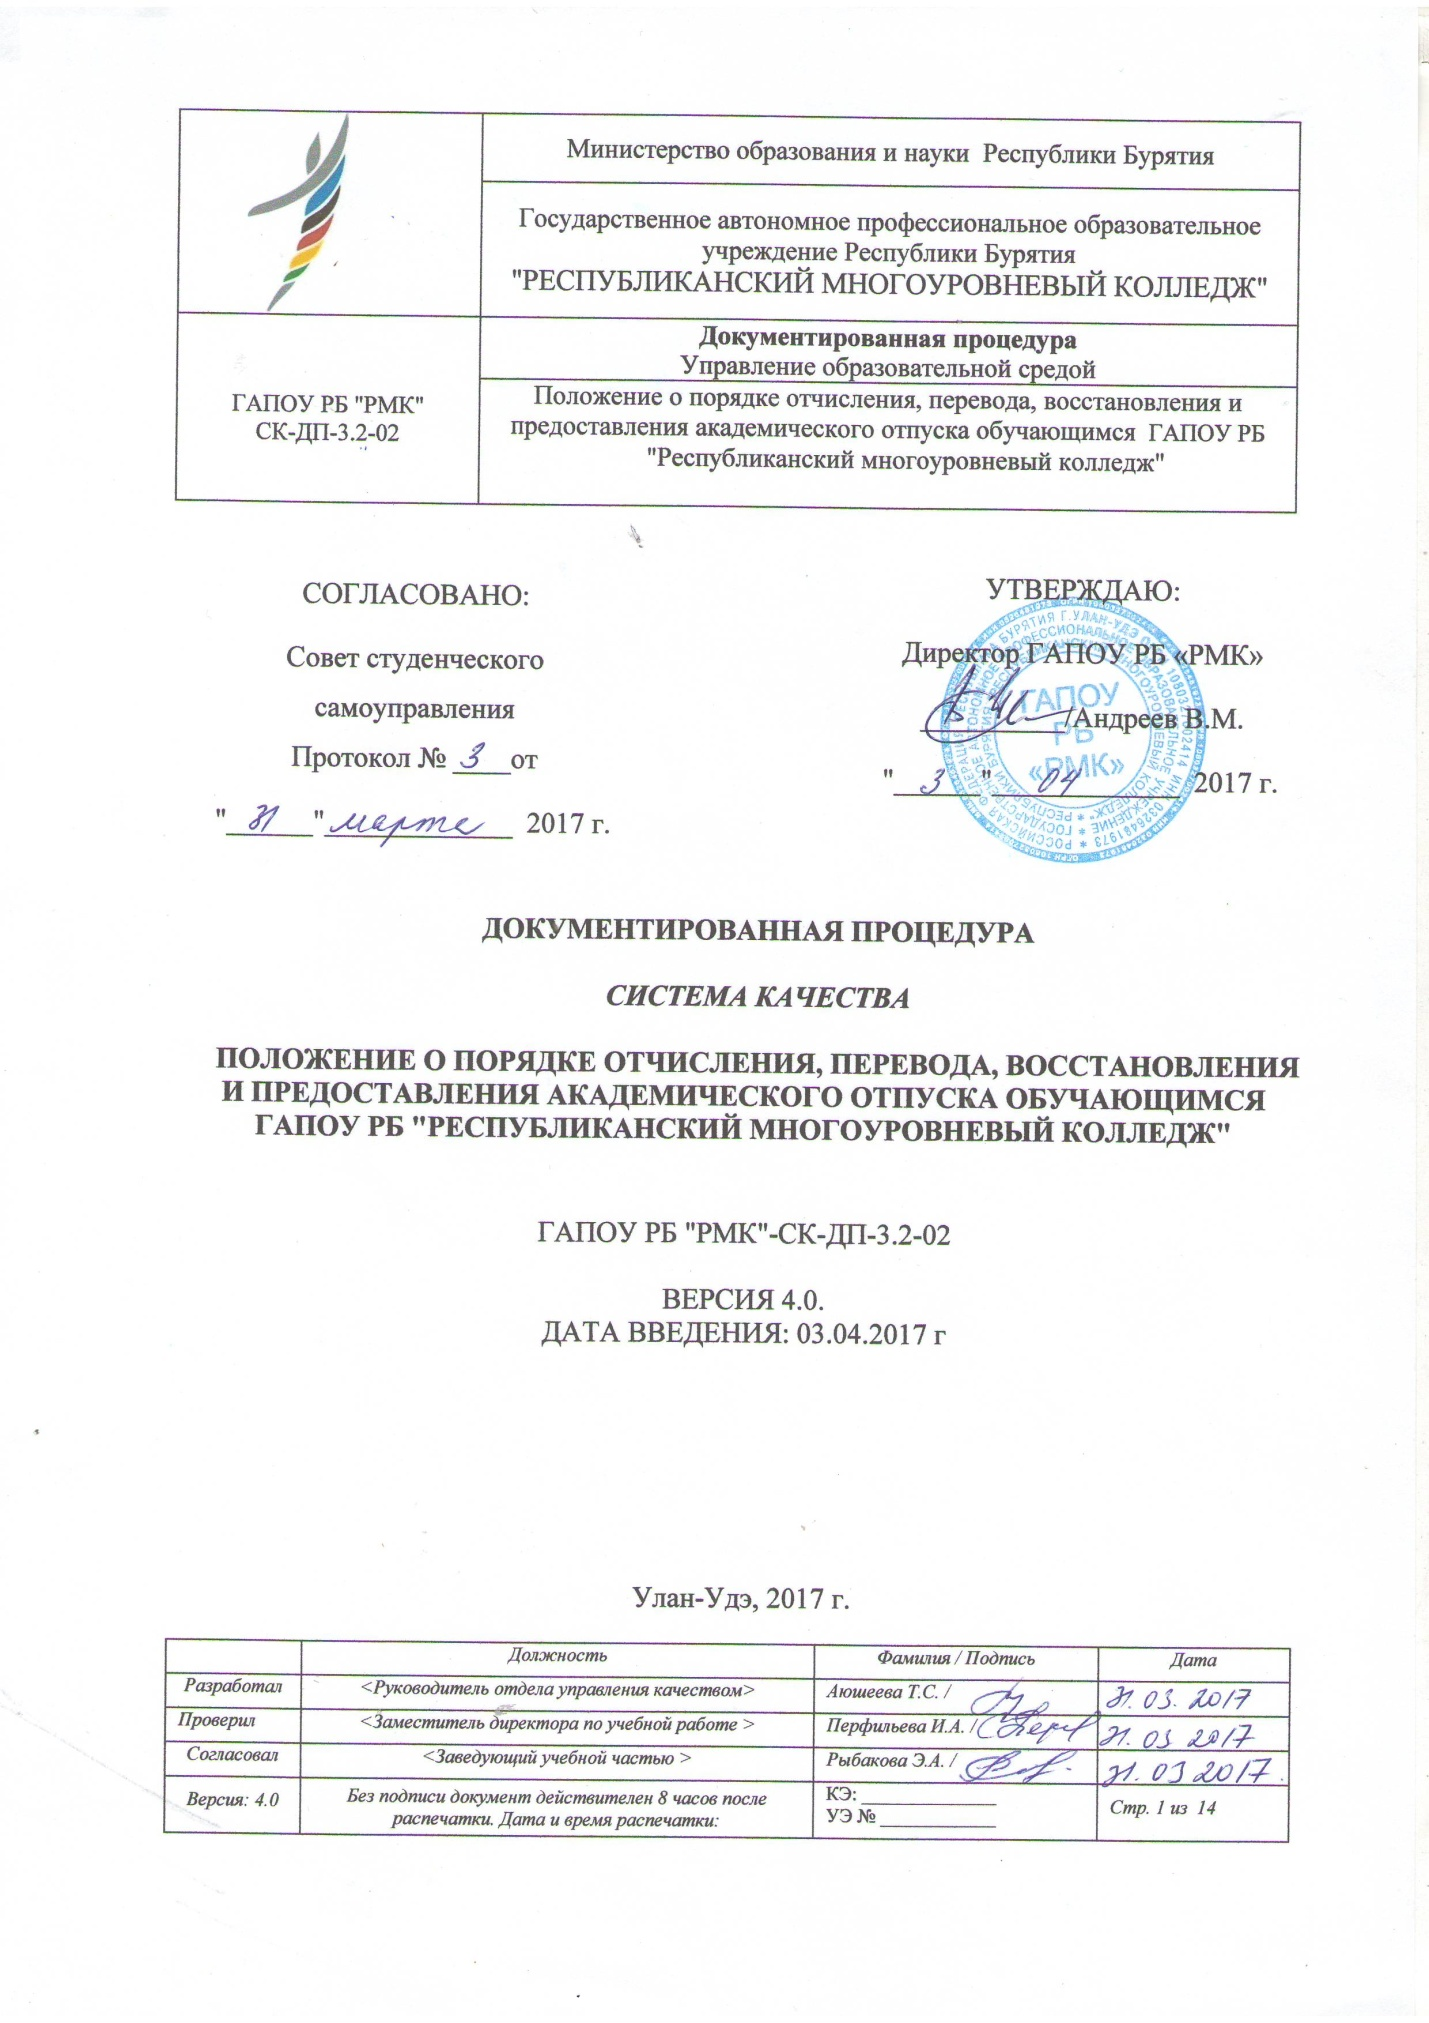 Министерство образования и науки Республики Бурятия
Государственное автономное профессиональное образовательное
учреждение Республики Бурятия
"РЕСПУБЛИКАНСКИЙ МНОГОУРОВНЕВЫЙ КОЛЛЕДЖ"
ГАПОУ РБ "РМК"
СК-ДП-3.2-02
Документированная процедура
Управление образовательной средой
Положение о порядке отчисления, перевода, восстановления и
предоставления академического отпуска обучающимся ГАПОУ РБ
"Республиканский многоуровневый колледж"
СОГЛАСОВАНО:
Совет студенческого
самоуправления
Протокол № 3 от
"31" марта 2017 г.
УТВЕРЖДАЮ:
Директор ГАПОУ РБ «РМК»
/Андреев В.М.
"3" 04 2017 г.
ГАПОУ
РБ
«РМК»
ДОКУМЕНТИРОВАННАЯ ПРОЦЕДУРА
СИСТЕМА КАЧЕСТВА
ПОЛОЖЕНИЕ О ПОРЯДКЕ ОТЧИСЛЕНИЯ, ПЕРЕВОДА, ВОССТАНОВЛЕНИЯ
И ПРЕДОСТАВЛЕНИЯ АКАДЕМИЧЕСКОГО ОТПУСКА ОБУЧАЮЩИМСЯ
ГАПОУ РБ "РЕСПУБЛИКАНСКИЙ МНОГОУРОВНЕВЫЙ КОЛЛЕДЖ"
ГАПОУ РБ "РМК"-СК-ДП-3.2-02
ВЕРСИЯ 4.0.
ДАТА ВВЕДЕНИЯ: 03.04.2017 г
Улан-Удэ, 2017 г.
Должность Фамилия / Подпись Дата
Разработал <Руководитель отдела управления качеством> Аюшеева Т.С. / 31.03.2017
Проверил <Заместитель директора по учебной работе > Перфильева И.А. / 31.03 2017
Согласовал <Заведующий учебной частью > Рыбакова Э.А. / 31.03 2017.
Версия: 4.0 Без подписи документ действителен 8 часов после
распечатки. Дата и время распечатки:
КЭ: ______________
УЭ № ____________
Стр. 1 из 14